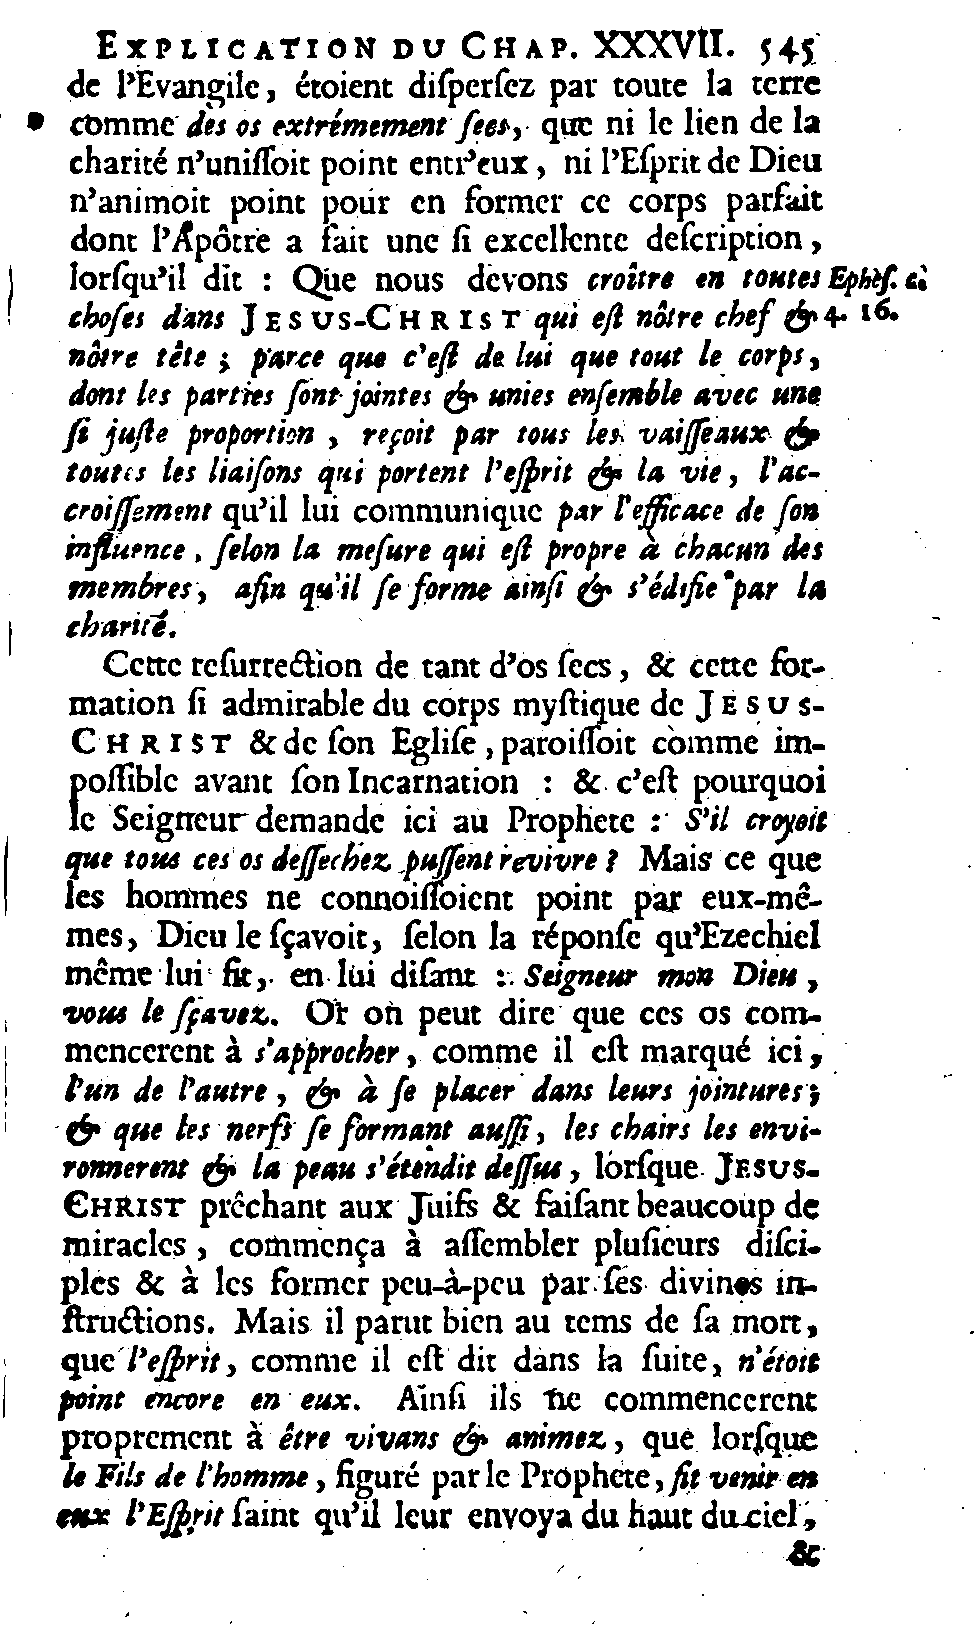 EXPLICATION DU CHAP. XXXVII. 545
de l'Evangile, étoient diſperſez par toute la terre
comme des os extrémement ſecs, que ni le lien de la
charité n'uniſſoit point entr'eux, ni l'Eſprit de Dieu
n'animoit point pour en former ce corps parfait
dont l'Apôtre a fait une ſi excellente deſcription,
lorſqu'il dit : Que nous devons croître en toutes Epheſ. c.
choſes dans JESUS-CHRIST qui eſt nôtre chef & 4. 16.
nôtre tête ; parce que c'eſt de lui que tout le corps,
dont les parties ſont jointes & unies enſemble avec une
ſi juſte proportion, reçoit par tous les vaiſſeaux &
toutes les liaiſons qui portent l'eſprit & la vie, l'ac-
croiſſement qu'il lui communique par l'efficace de ſon
influence, ſelon la meſure qui eſt propre à chacun des
membres, afin qu'il ſe forme ainſi & s'édifie par la
charité.
Cette reſurrection de tant d'os ſecs, & cette for-
mation ſi admirable du corps myſtique de JESUS-
CHRIST & de ſon Egliſe, paroiſſoit comme im-
poſſible avant ſon Incarnation : & c'eſt pourquoi
le Seigneur demande ici au Prophete : S'il croyoit
que tous ces os deſſechez puſſent revivre ? Mais ce que
les hommes ne connoiſſoient point par eux-mê-
mes, Dieu le ſçavoit, ſelon la réponſe qu'Ezechiel
même lui fit, en lui diſant : Seigneur mon Dieu,
vous le ſçavez. Or on peut dire que ces os com-
mencerent à s'approcher, comme il eſt marqué ici,
l'un de l'autre, & à ſe placer dans leurs jointures ;
& que les nerfs ſe formant auſſi, les chairs les envi-
ronnerent & la peau s'étendit deſſus, lorſque JESUS-
CHRIST prêchant aux Juifs & faiſant beaucoup de
miracles, commença à aſſembler pluſieurs diſci-
ples & à les former peu-à-peu par ſes divines in-
ſtructions. Mais il parut bien au tems de ſa mort,
que l'eſprit, comme il eſt dit dans la ſuite, n'étoit
point encore en eux. Ainſi ils ne commencerent
proprement à être vivans & animez, que lorſque
le Fils de l'homme, figuré par le Prophete, fit venir en
eux l'Eſprit ſaint qu'il leur envoya du haut du ciel,
&